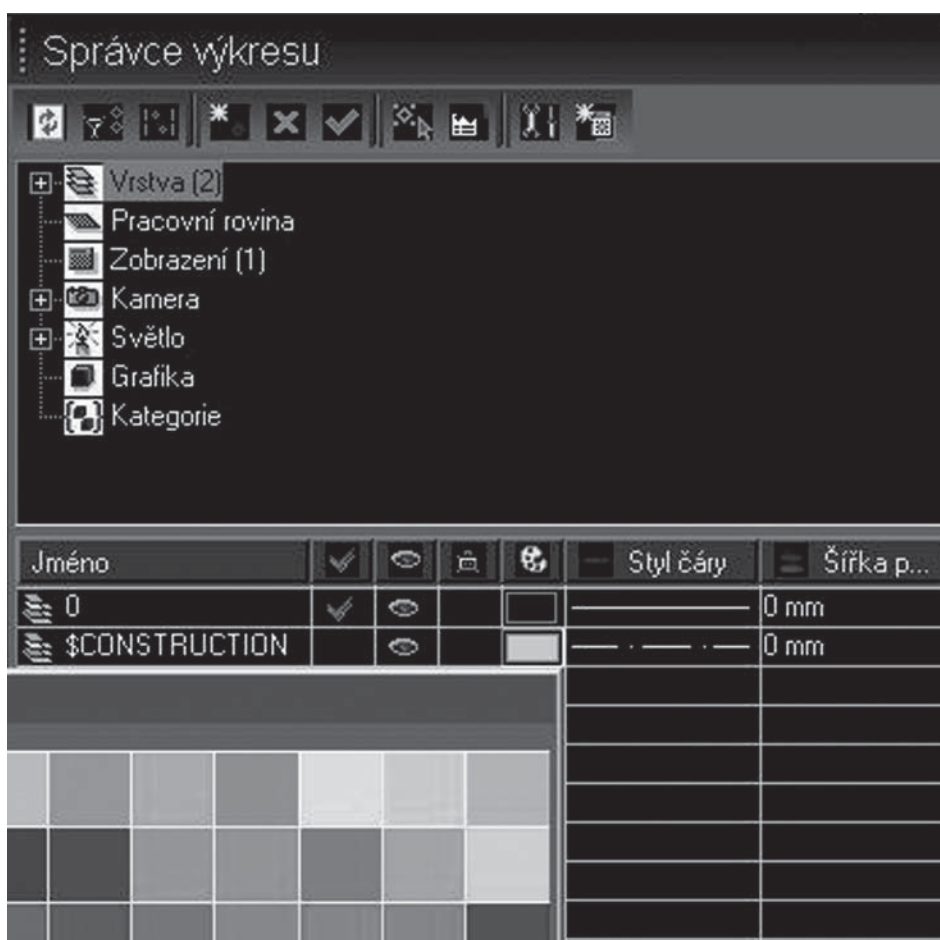 Správce výkresu
Vrstva (2)
Pracovní rovina
Zobrazení (1)
Kamera
Světlo
Grafika
Kategorie
Jméno Styl čáry Šířka p...
0 0 mm
$CONSTRUCTION 0 mm